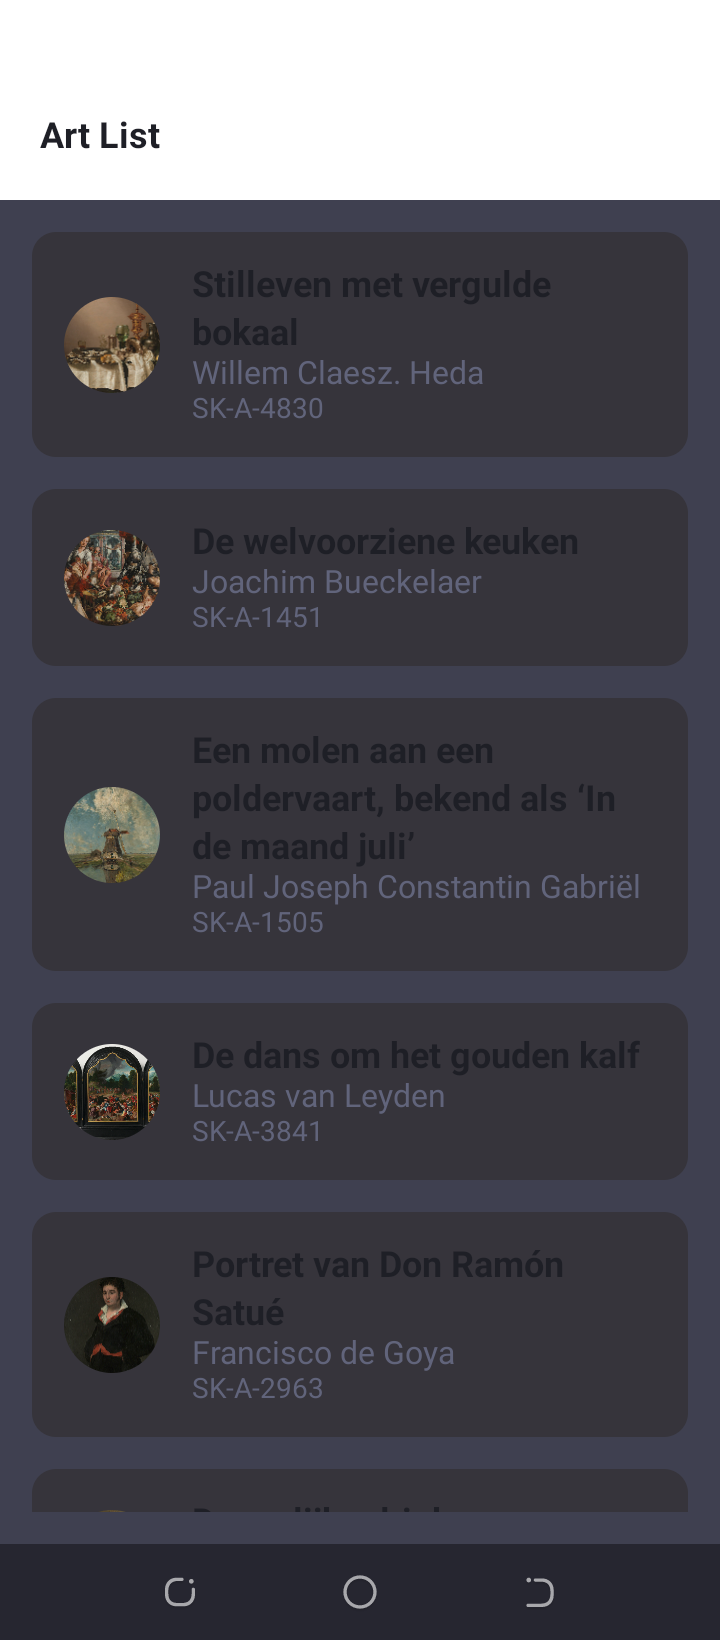 Art List
Stilleven met vergulde
bokaal
Willem Claesz. Heda
SK-A-4830
De welvoorziene keuken
Joachim Bueckelaer
SK-A-1451
Een molen aan een
poldervaart, bekend als ‘In
de maand juli’
Paul Joseph Constantin Gabriël
SK-A-1505
De dans om het gouden kalf
Lucas van Leyden
SK-A-3841
Portret van Don Ramón
Satué
Francisco de Goya
SK-A-2963